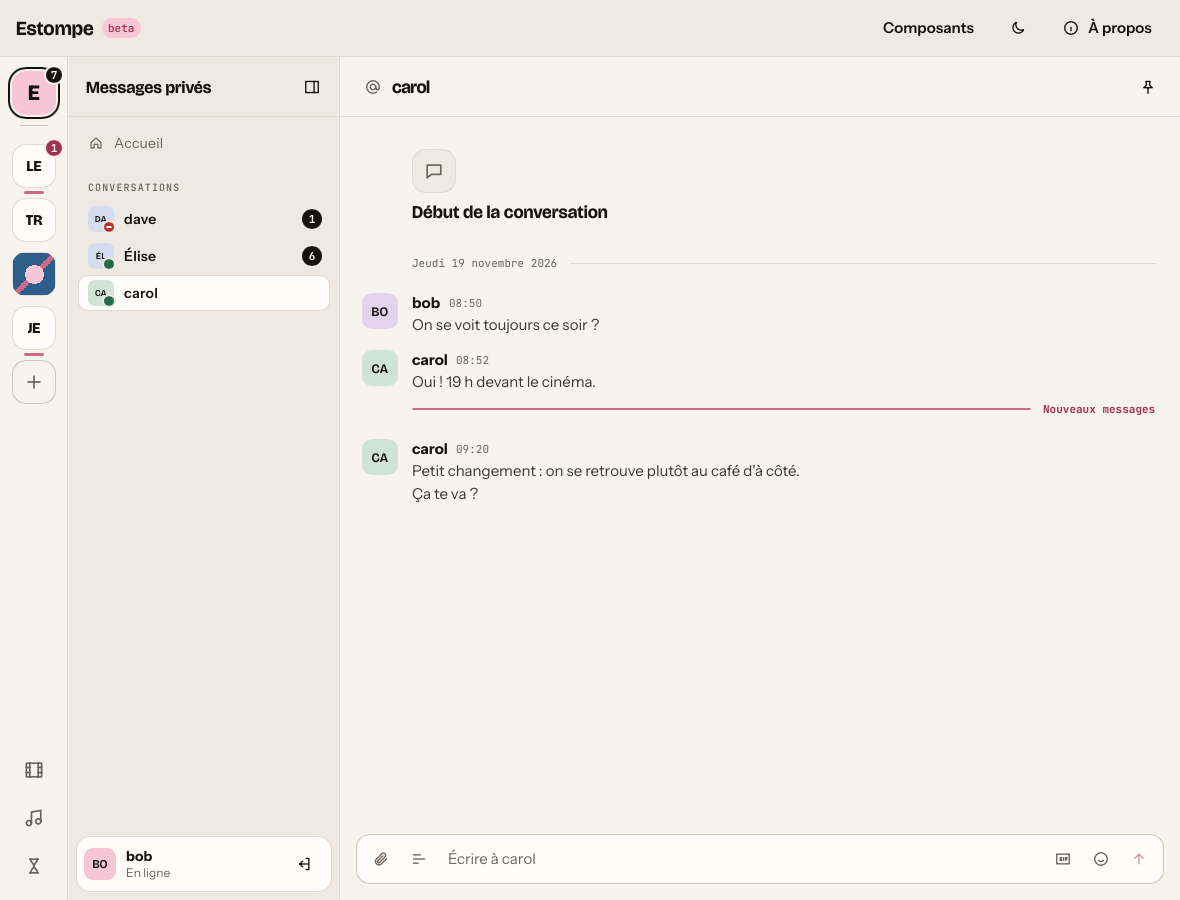 Estompe beta
Composants
À propos
E
7
LE
1
TR
JE
Messages privés
Accueil
CONVERSATIONS
DA
dave
1
ÉL
Élise
6
CA
carol
BO
bob
En ligne
carol
Début de la conversation
Jeudi 19 novembre 2026
BO
bob 08:50
On se voit toujours ce soir ?
CA
carol 08:52
Oui ! 19 h devant le cinéma.
Nouveaux messages
CA
carol 09:20
Petit changement : on se retrouve plutôt au café d'à côté.
Ça te va ?
Écrire à carol
GIF